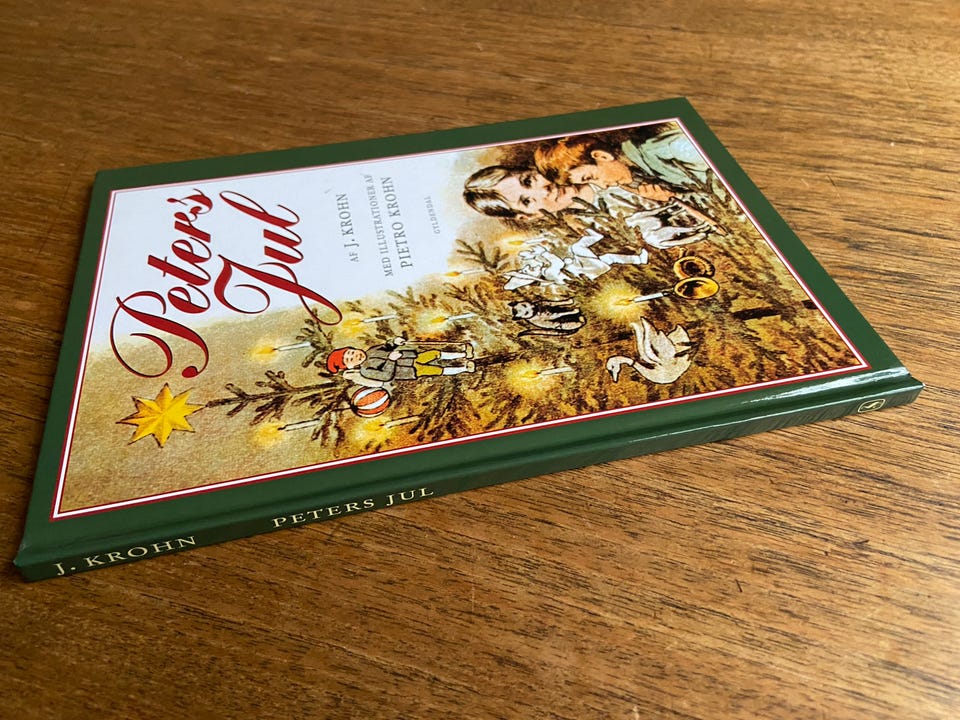 Peters
Jul
AF J. KROHN
MED ILLUSTRATIONER AF
PIETRO KROHN
GYLDENDAL
J. KROHN PETERS JUL